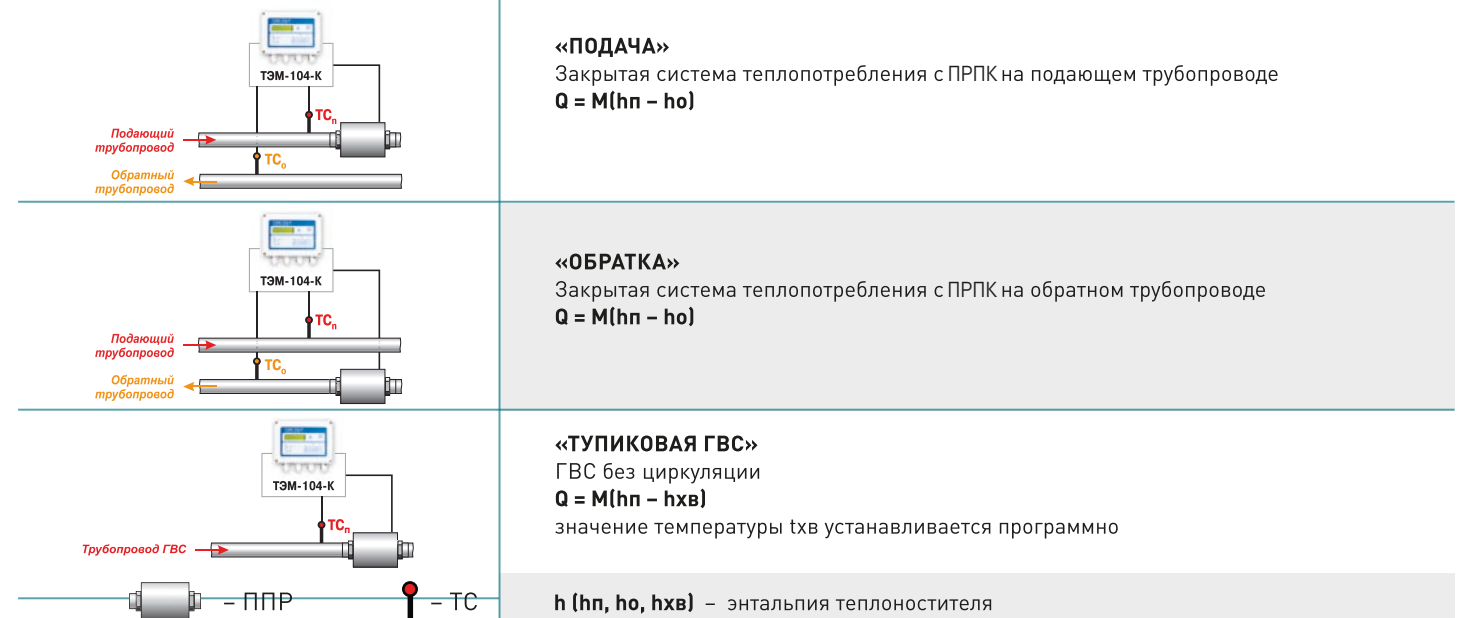 ТЭМ-104-К
ТСп
Подающий
трубопровод
ТСо
Обратный
трубопровод
«ПОДАЧА»
Закрытая система теплопотребления с ПРПК на подающем трубопроводе
Q = M(hп – hо)
ТЭМ-104-К
ТСп
Подающий
трубопровод
ТСо
Обратный
трубопровод
«ОБРАТКА»
Закрытая система теплопотребления с ПРПК на обратном трубопроводе
Q = M(hп – hо)
ТЭМ-104-К
ТСп
Трубопровод ГВС
«ТУПИКОВАЯ ГВС»
ГВС без циркуляции
Q = M(hп – hхв)
значение температуры tхв устанавливается программно
– ППР
– ТС
h (hп, hо, hхв) – энтальпия теплоностителя